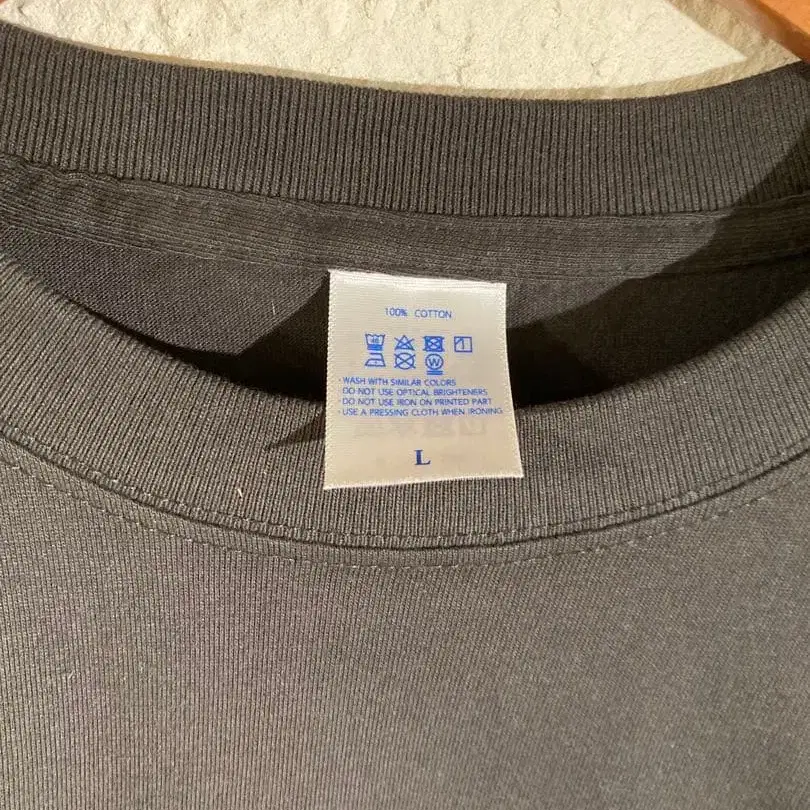 100% COTTON
40
W
·WASH WITH SIMILAR COLORS
·DO NOT USE OPTICAL BRIGHTENERS
·DO NOT USE IRON ON PRINTED PART
·USE A PRESSING CLOTH WHEN IRONING
L